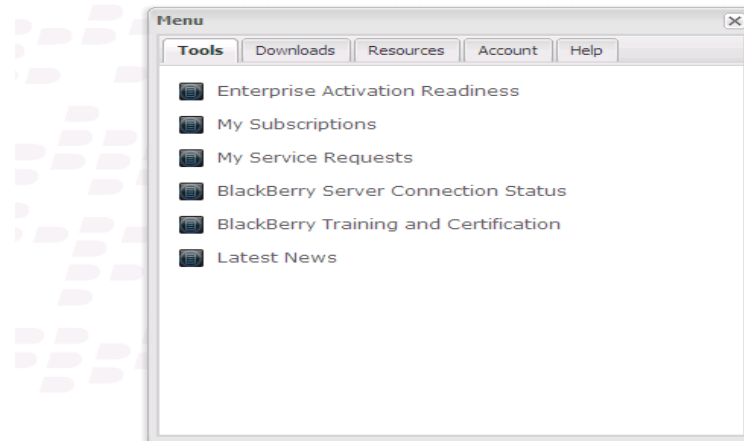 Menu
Tools Downloads Resources Account Help
Enterprise Activation Readiness
My Subscriptions
My Service Requests
BlackBerry Server Connection Status
BlackBerry Training and Certification
Latest News